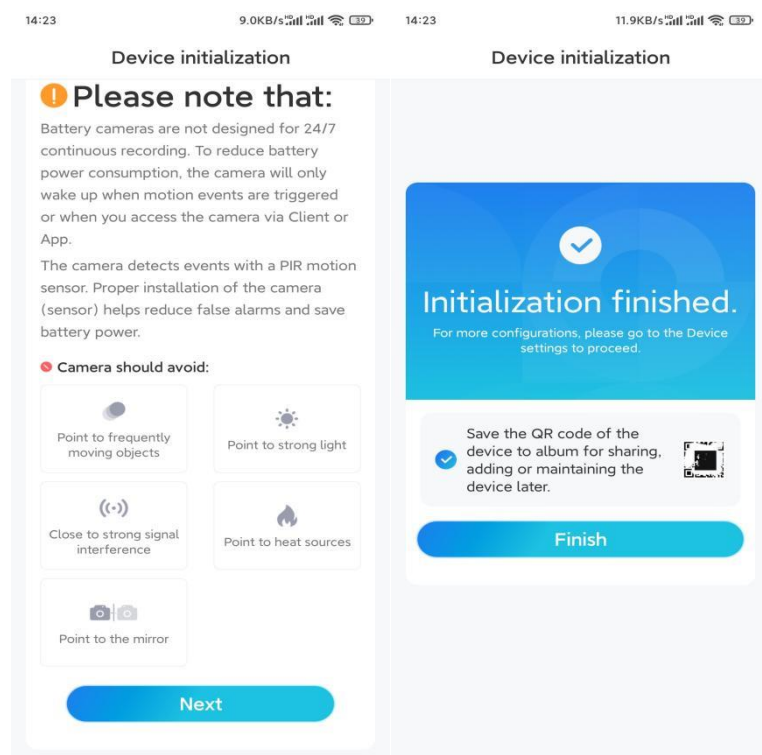 14:23
9.0KB/s
39
Device initialization
Please note that:
Battery cameras are not designed for 24/7
continuous recording. To reduce battery
power consumption, the camera will only
wake up when motion events are triggered
or when you access the camera via Client or
App.
The camera detects events with a PIR motion
sensor. Proper installation of the camera
(sensor) helps reduce false alarms and save
battery power.
Camera should avoid:
Point to frequently
moving objects
Point to strong light
Close to strong signal
interference
Point to heat sources
Point to the mirror
Next
14:23
11.9KB/s
39
Device initialization
Initialization finished.
For more configurations, please go to the Device
settings to proceed.
Save the QR code of the
device to album for sharing,
adding or maintaining the
device later.
Finish